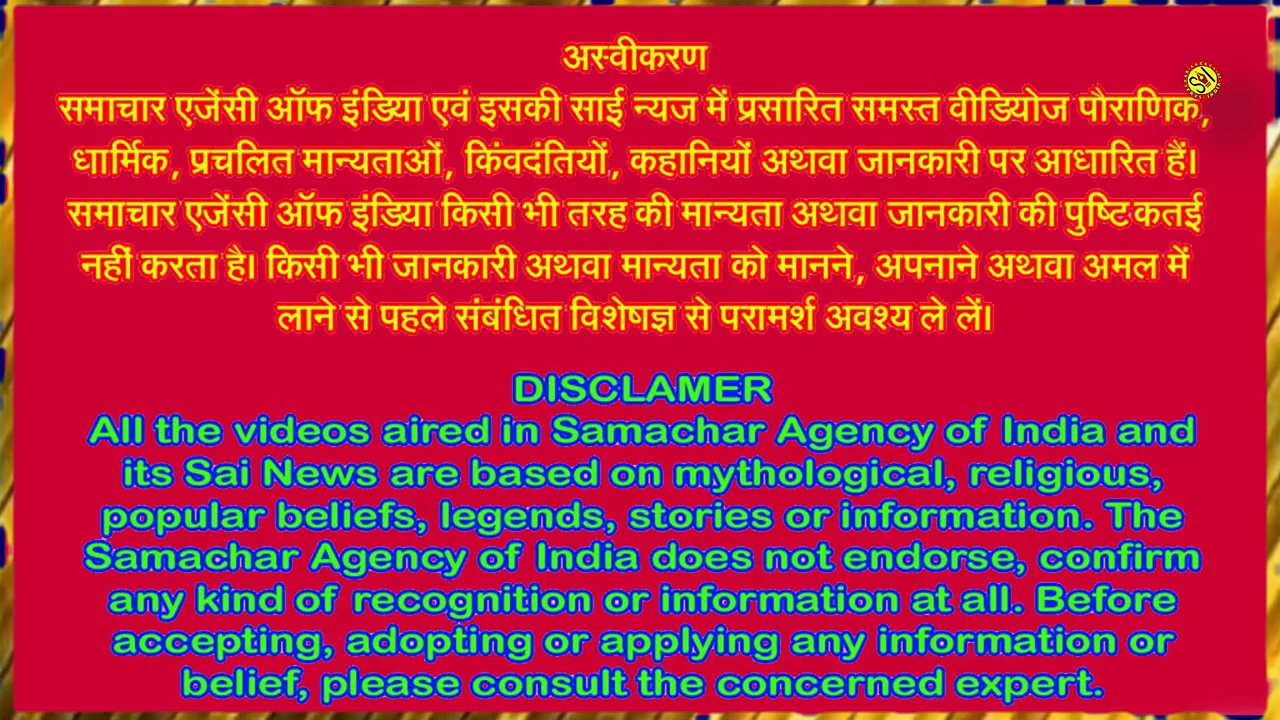 अस्वीकरण
समाचार एजेंसी ऑफ इंडिया एवं इसकी साई न्यज में प्रसारित समस्त वीडियोज पौराणिक,
धार्मिक, प्रचलित मान्यताओं, किंवदंतियों, कहानियों अथवा जानकारी पर आधारित हैं।
समाचार एजेंसी ऑफ इंडिया किसी भी तरह की मान्यता अथवा जानकारी की पुष्टि कतई
नहीं करता है। किसी भी जानकारी अथवा मान्यता को मानने, अपनाने अथवा अमल में
लाने से पहले संबंधित विशेषज्ञ से परामर्श अवश्य ले लें।
DISCLAMER
All the videos aired in Samachar Agency of India and
its Sai News are based on mythological, religious,
popular beliefs, legends, stories or information. The
Samachar Agency of India does not endorse, confirm
any kind of recognition or information at all. Before
accepting, adopting or applying any information or
belief, please consult the concerned expert.